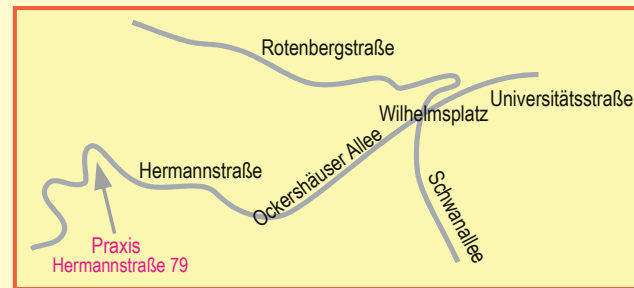 Rotenbergstraße
Universitätsstraße
Wilhelmsplatz
Ockershäuser Allee
Hermannstraße
Schwanallee
Praxis
Hermannstraße 79